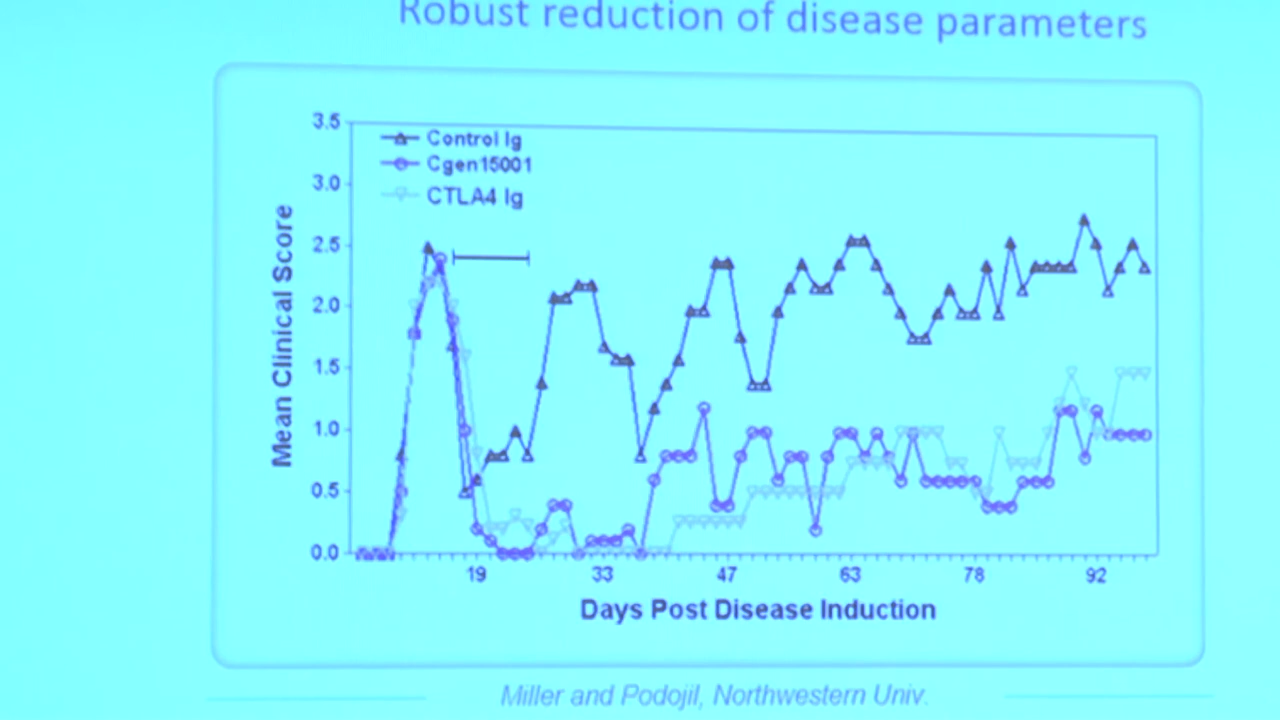 Robust reduction of disease parameters
3.5
3.0
2.5
2.0
1.5
1.0
0.5
0.0
Mean Clinical Score
Control Ig
Cgen15001
CTLA4 Ig
19 33 47 63 78 92
Days Post Disease Induction
Miller and Podojil, Northwestern Univ.